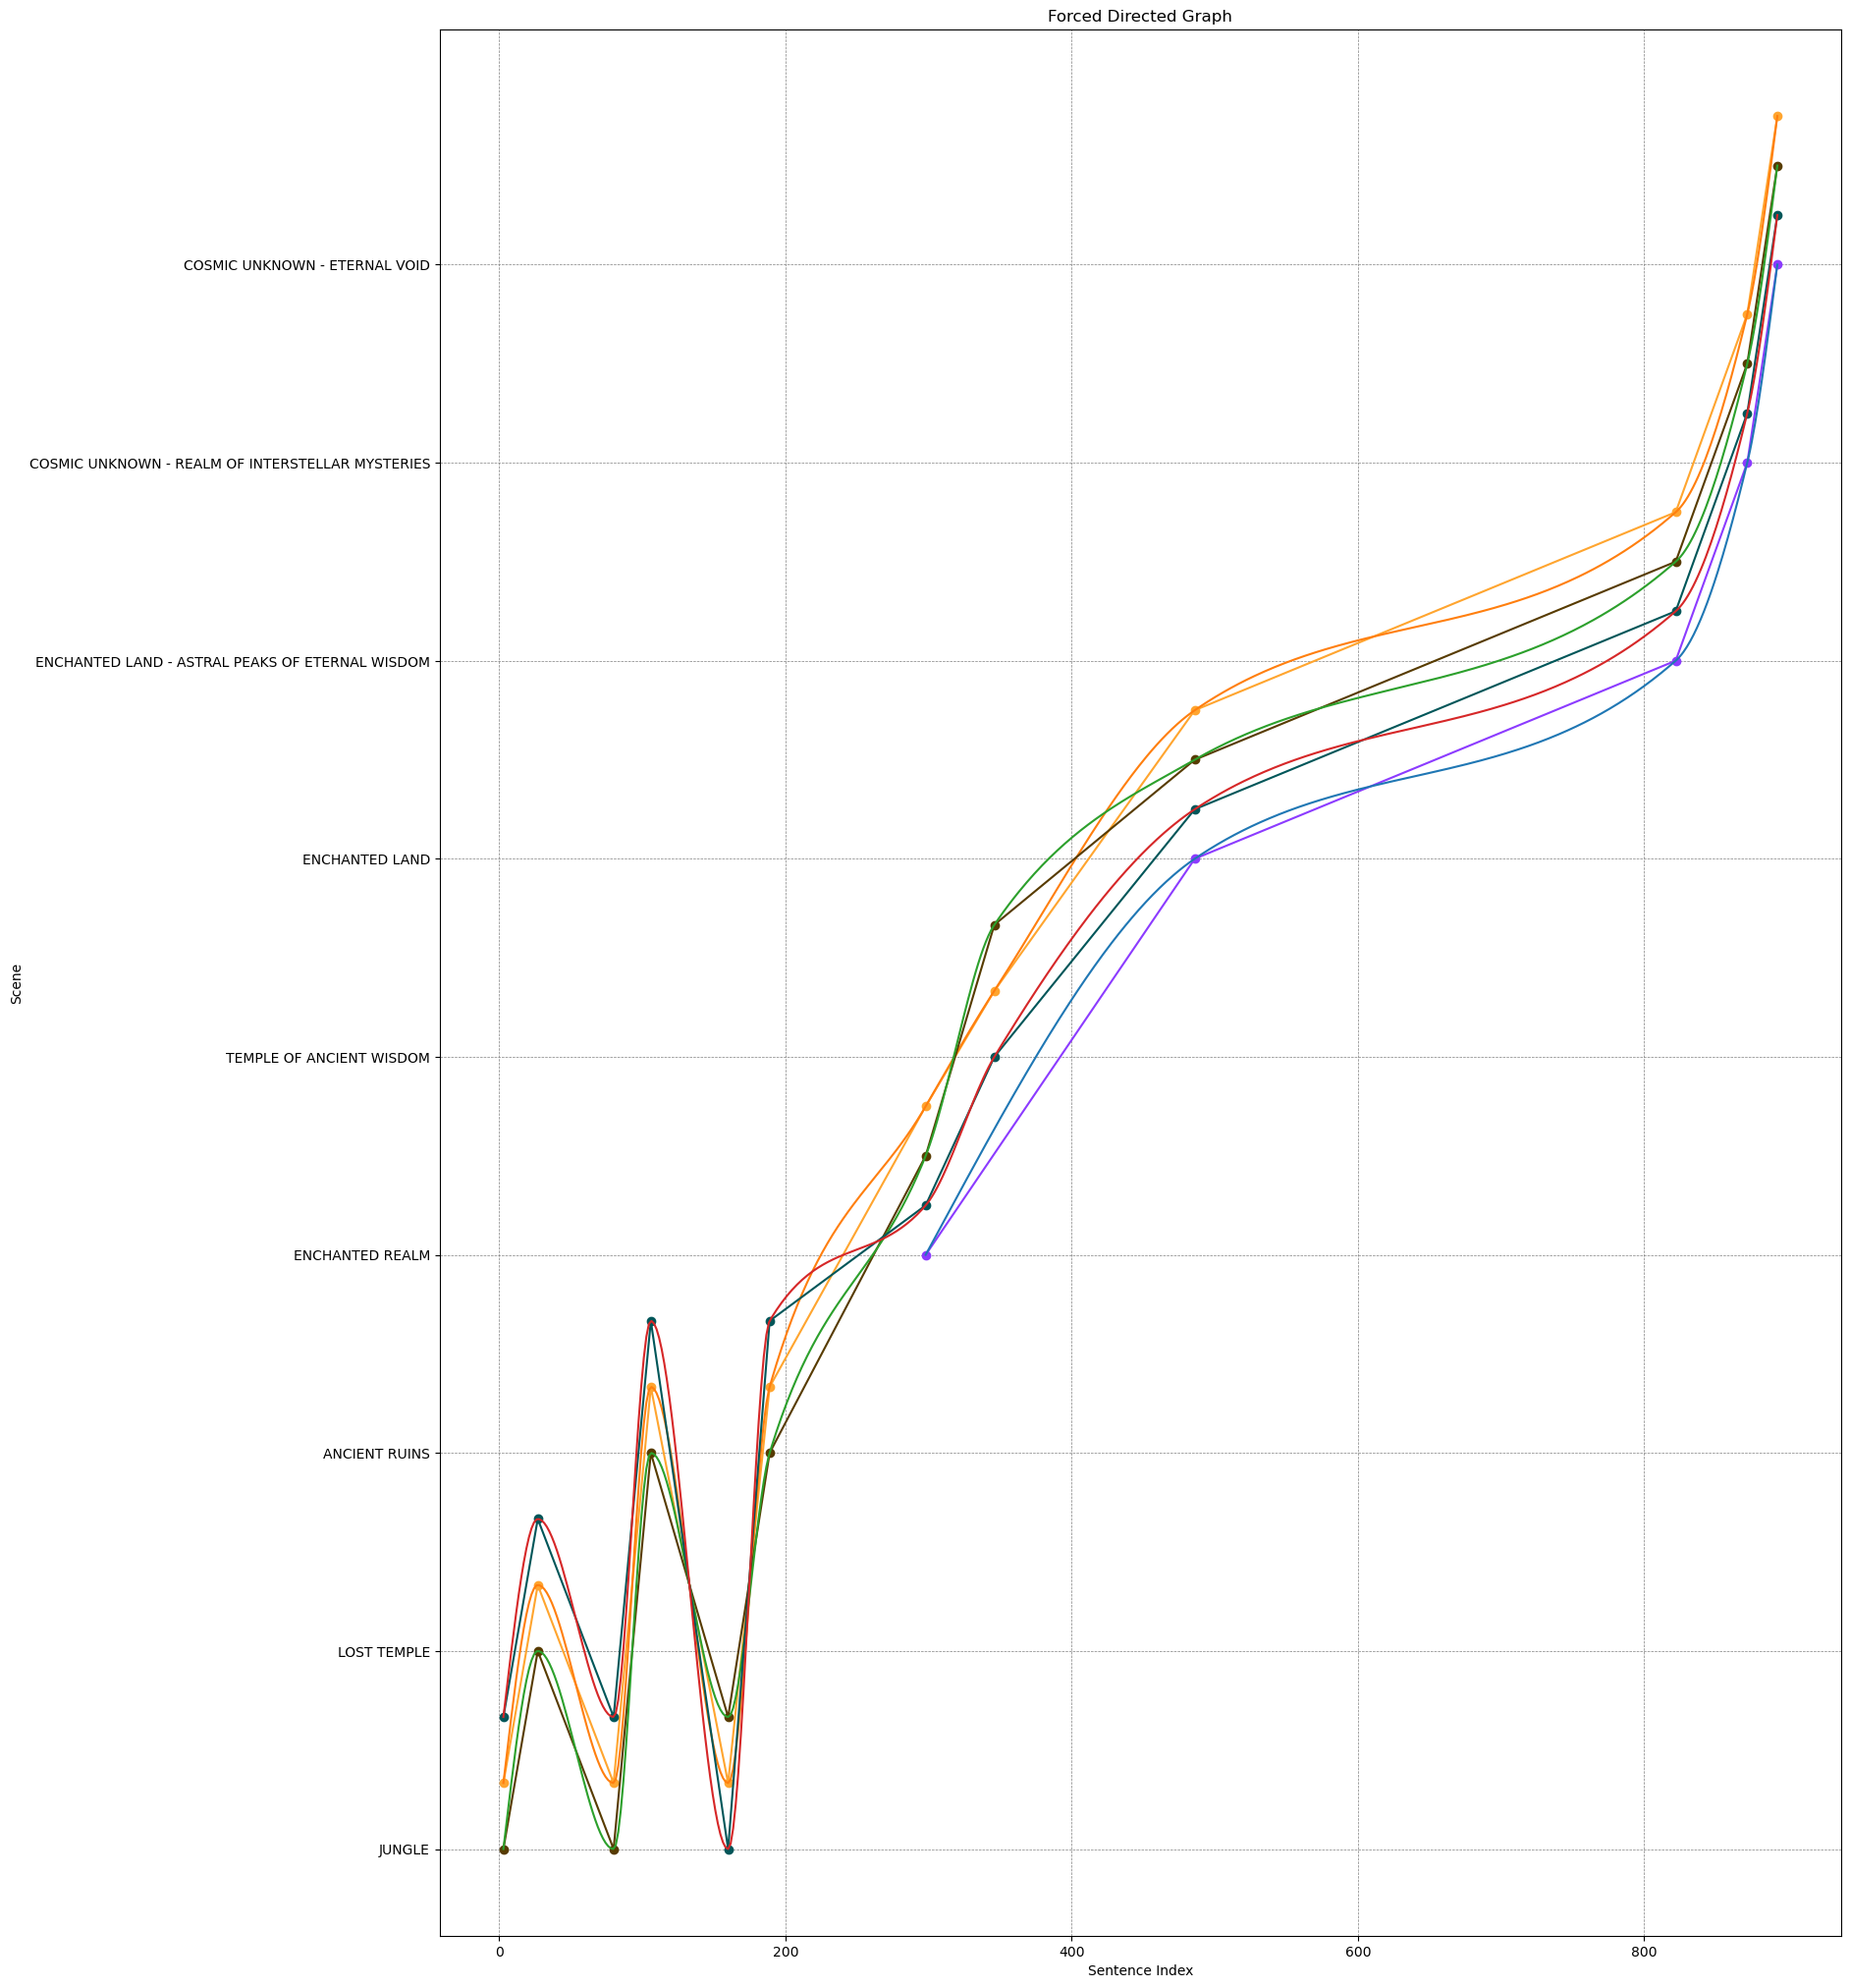 Forced Directed Graph
COSMIC UNKNOWN - ETERNAL VOID
COSMIC UNKNOWN - REALM OF INTERSTELLAR MYSTERIES
ENCHANTED LAND - ASTRAL PEAKS OF ETERNAL WISDOM
ENCHANTED LAND
Scene
TEMPLE OF ANCIENT WISDOM
ENCHANTED REALM
ANCIENT RUINS
LOST TEMPLE
JUNGLE
0 200 400 600 800
Sentence Index